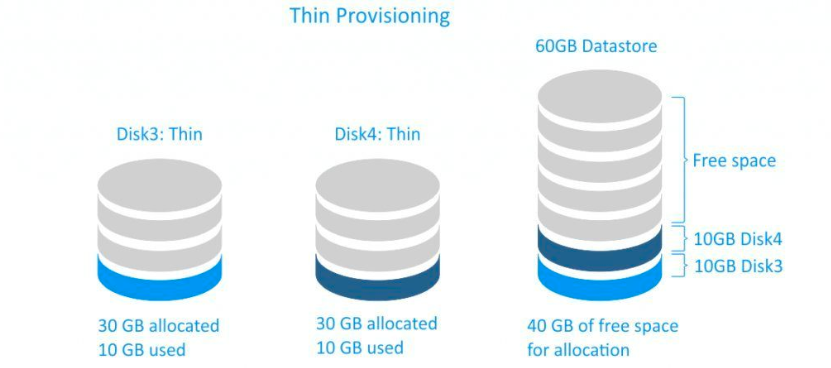 Thin Provisioning
60GB Datastore
Disk3: Thin
Disk4: Thin
Free space
10GB Disk4
10GB Disk3
30 GB allocated
10 GB used
30 GB allocated
10 GB used
40 GB of free space
for allocation